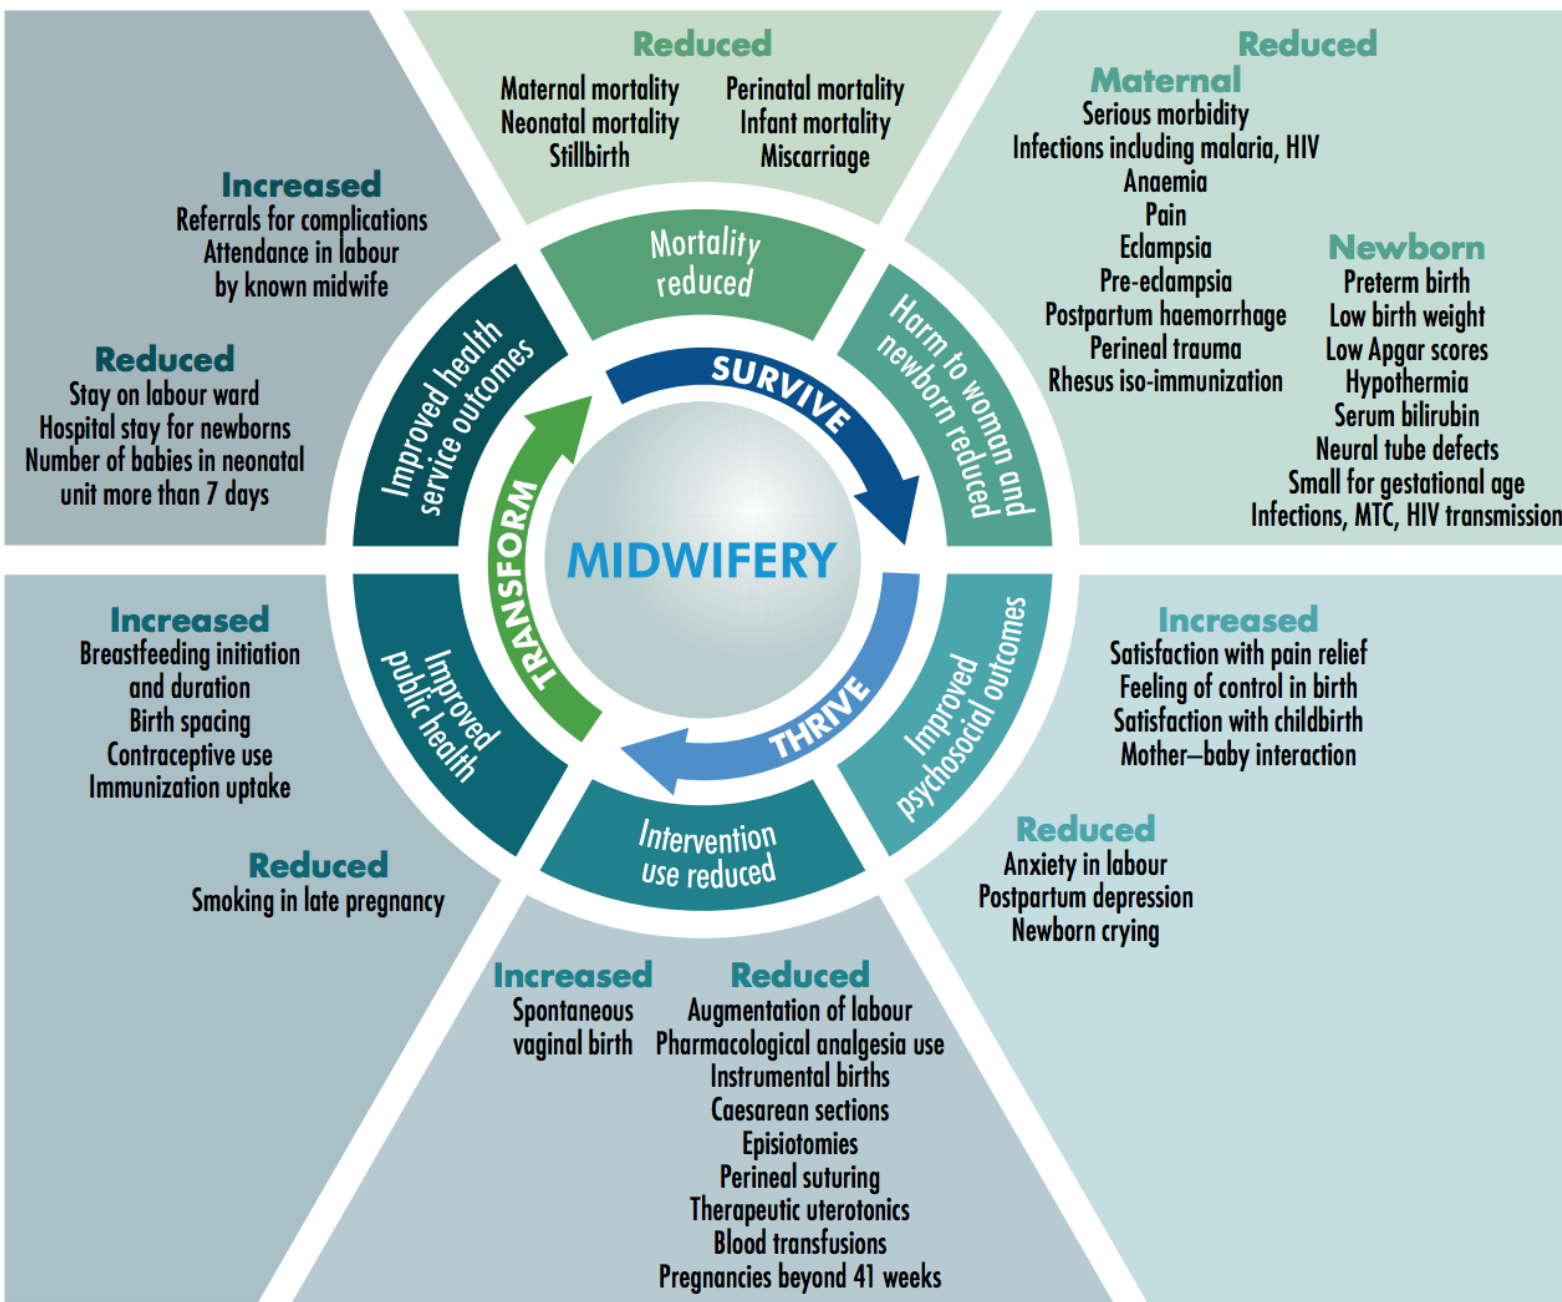 Reduced
Maternal mortality
Neonatal mortality
Stillbirth
Perinatal mortality
Infant mortality
Miscarriage
Mortality
reduced
Reduced
Maternal
Serious morbidity
Infections including malaria, HIV
Anaemia
Pain
Eclampsia
Pre-eclampsia
Postpartum haemorrhage
Perineal trauma
Rhesus iso-immunization
Newborn
Preterm birth
Low birth weight
Low Apgar scores
Hypothermia
Serum bilirubin
Neural tube defects
Small for gestational age
Infections, MTC, HIV transmission
Harm to woman and
newborn reduced
Increased
Satisfaction with pain relief
Feeling of control in birth
Satisfaction with childbirth
Mother–baby interaction
Reduced
Anxiety in labour
Postpartum depression
Newborn crying
Improved
psychosocial outcomes
Intervention
use reduced
Increased
Spontaneous
vaginal birth
Reduced
Augmentation of labour
Pharmacological analgesia use
Instrumental births
Caesarean sections
Episiotomies
Perineal suturing
Therapeutic uterotonics
Blood transfusions
Pregnancies beyond 41 weeks
Improved
public health
Increased
Breastfeeding initiation
and duration
Birth spacing
Contraceptive use
Immunization uptake
Reduced
Smoking in late pregnancy
Improved health
service outcomes
Increased
Referrals for complications
Attendance in labour
by known midwife
Reduced
Stay on labour ward
Hospital stay for newborns
Number of babies in neonatal
unit more than 7 days
SURVIVE
THRIVE
TRANSFORM
MIDWIFERY